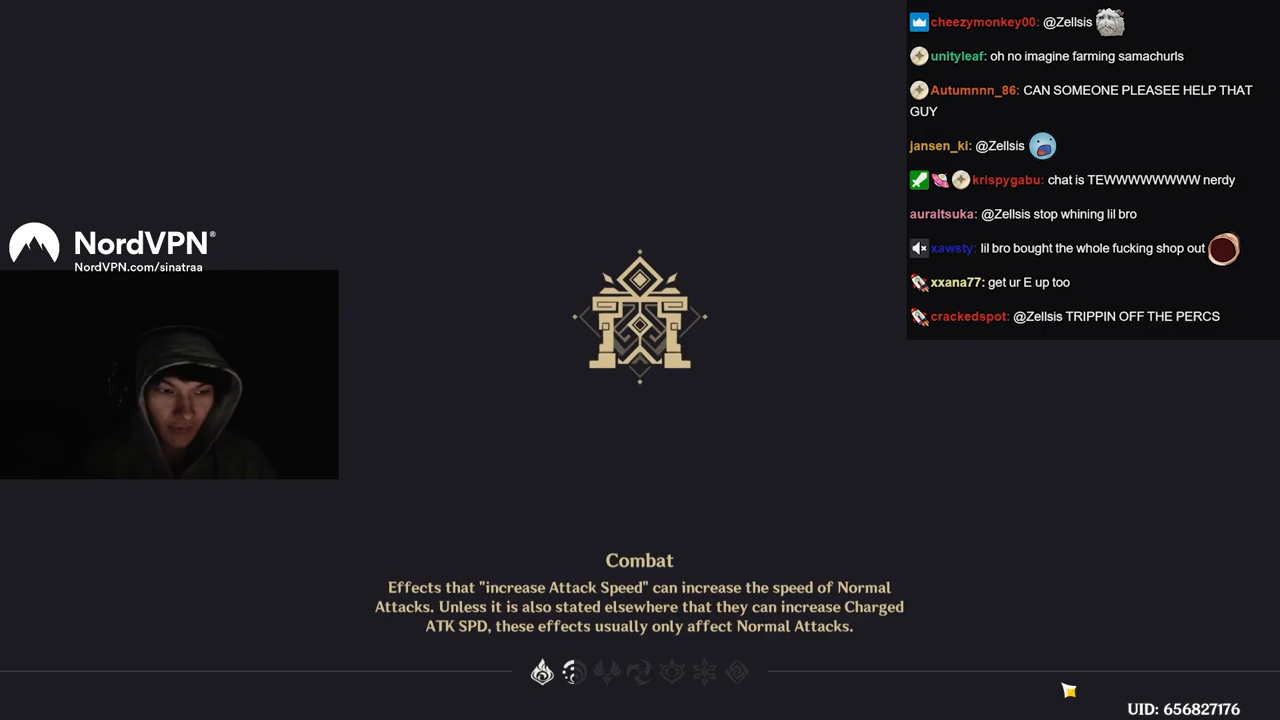 cheezymonkey00: @Zellsis
unityleaf: oh no imagine farming samachurls
Autumnnn_86: CAN SOMEONE PLEASEE HELP THAT
GUY
jansen_ki: @Zellsis
krispygabu: chat is TEWWWWWWWW nerdy
auraitsuka: @Zellsis stop whining lil bro
xawsty: lil bro bought the whole fucking shop out
xxana77: get ur E up too
crackedspot: @Zellsis TRIPPIN OFF THE PERCS
NordVPN®
NordVPN.com/sinatraa
Combat
Effects that "increase Attack Speed" can increase the speed of Normal
Attacks. Unless it is also stated elsewhere that they can increase Charged
ATK SPD, these effects usually only affect Normal Attacks.
UID: 656827176